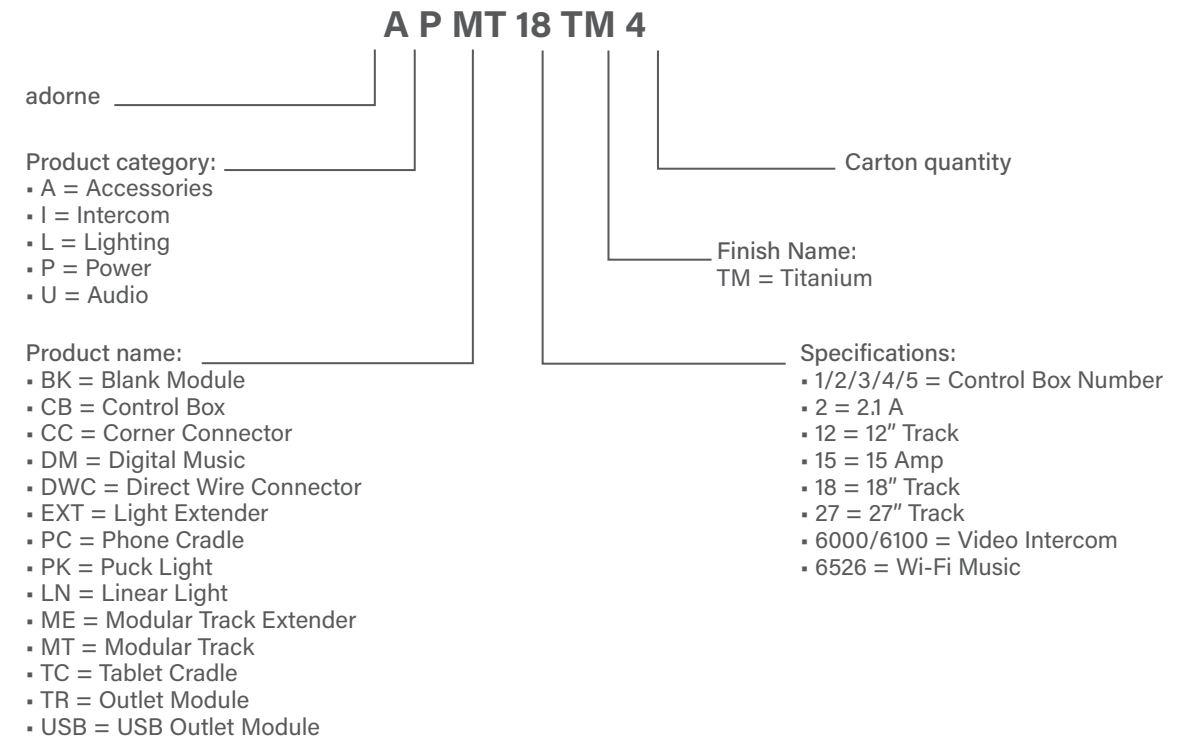 A P MT 18 TM 4
adorne
Product category:
▪ A = Accessories
▪ I = Intercom
▪ L = Lighting
▪ P = Power
▪ U = Audio
Carton quantity
Finish Name:
TM = Titanium
Product name:
▪ BK = Blank Module
▪ CB = Control Box
▪ CC = Corner Connector
▪ DM = Digital Music
▪ DWC = Direct Wire Connector
▪ EXT = Light Extender
▪ PC = Phone Cradle
▪ PK = Puck Light
▪ LN = Linear Light
▪ ME = Modular Track Extender
▪ MT = Modular Track
▪ TC = Tablet Cradle
▪ TR = Outlet Module
▪ USB = USB Outlet Module
Specifications:
▪ 1/2/3/4/5 = Control Box Number
▪ 2 = 2.1 A
▪ 12 = 12" Track
▪ 15 = 15 Amp
▪ 18 = 18" Track
▪ 27 = 27" Track
▪ 6000/6100 = Video Intercom
▪ 6526 = Wi-Fi Music